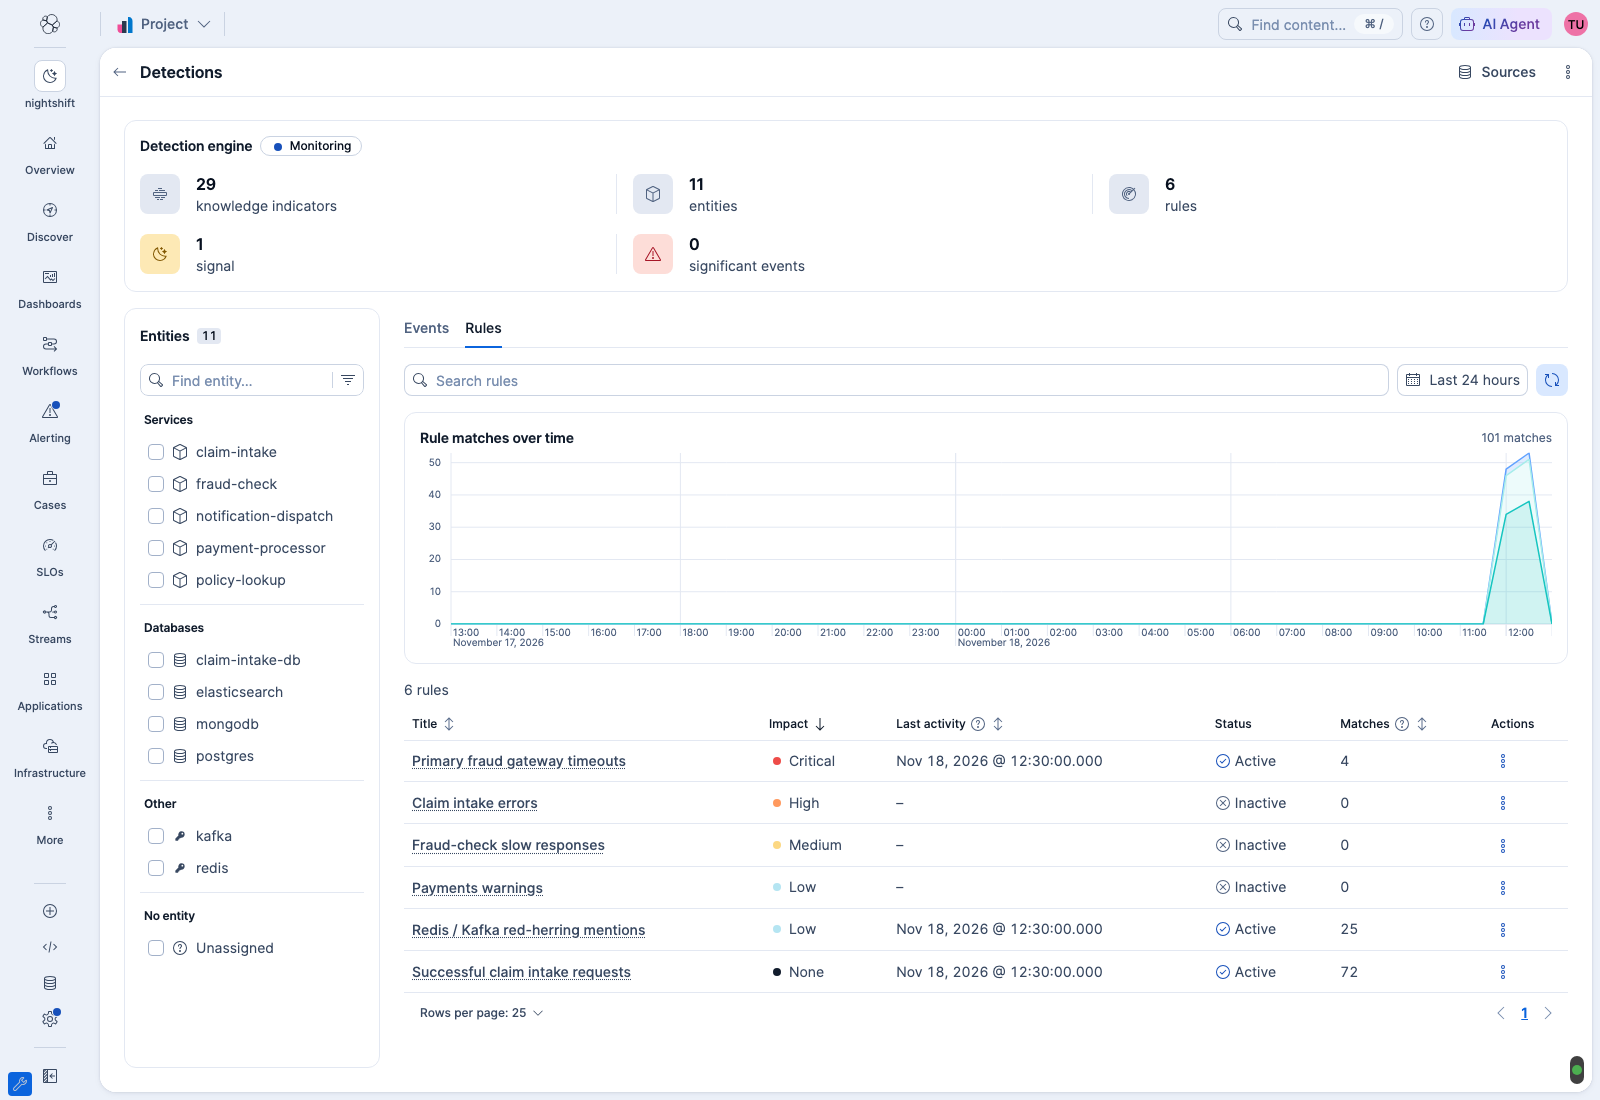 Project
Find content...
⌘ /
AI Agent
TU
nightshift
Overview
Discover
Dashboards
Workflows
Alerting
Cases
SLOs
Streams
Applications
Infrastructure
More
Detections
Sources
Detection engine
Monitoring
29
knowledge indicators
11
entities
6
rules
1
signal
0
significant events
Entities 11
Find entity...
Services
claim-intake
fraud-check
notification-dispatch
payment-processor
policy-lookup
Databases
claim-intake-db
elasticsearch
mongodb
postgres
Other
kafka
redis
No entity
Unassigned
Events Rules
Search rules
Last 24 hours
Rule matches over time
101 matches
50
40
30
20
10
0
13:00 14:00 15:00 16:00 17:00 18:00 19:00 20:00 21:00 22:00 23:00 00:00 01:00 02:00 03:00 04:00 05:00 06:00 07:00 08:00 09:00 10:00 11:00 12:00
November 17, 2026 November 18, 2026
6 rules
Title Impact Last activity Status Matches Actions
Primary fraud gateway timeouts Critical Nov 18, 2026 @ 12:30:00.000 Active 4
Claim intake errors High – Inactive 0
Fraud-check slow responses Medium – Inactive 0
Payments warnings Low – Inactive 0
Redis / Kafka red-herring mentions Low Nov 18, 2026 @ 12:30:00.000 Active 25
Successful claim intake requests None Nov 18, 2026 @ 12:30:00.000 Active 72
Rows per page: 25
1